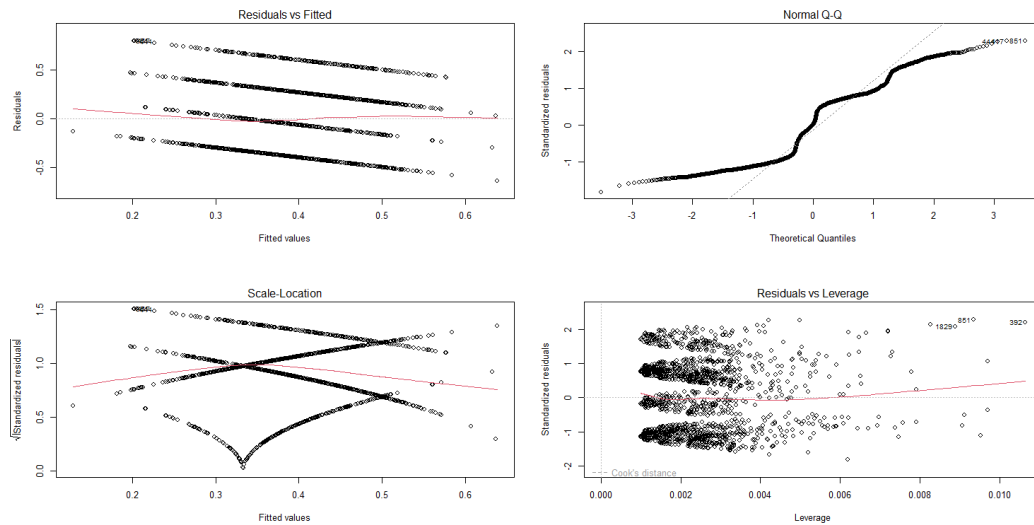 Residuals vs Fitted
Residuals
0.5
0.0
-0.5
0.2 0.3 0.4 0.5 0.6
Fitted values
Normal Q-Q
Standardized residuals
2
1
0
-1
851
-3 -2 -1 0 1 2 3
Theoretical Quantiles
Scale-Location
√|Standardized residuals|
1.5
1.0
0.5
0.0
0.2 0.3 0.4 0.5 0.6
Fitted values
Residuals vs Leverage
Standardized residuals
2
1
0
-1
-2
851
1829
392
Cook's distance
0.000 0.002 0.004 0.006 0.008 0.010
Leverage